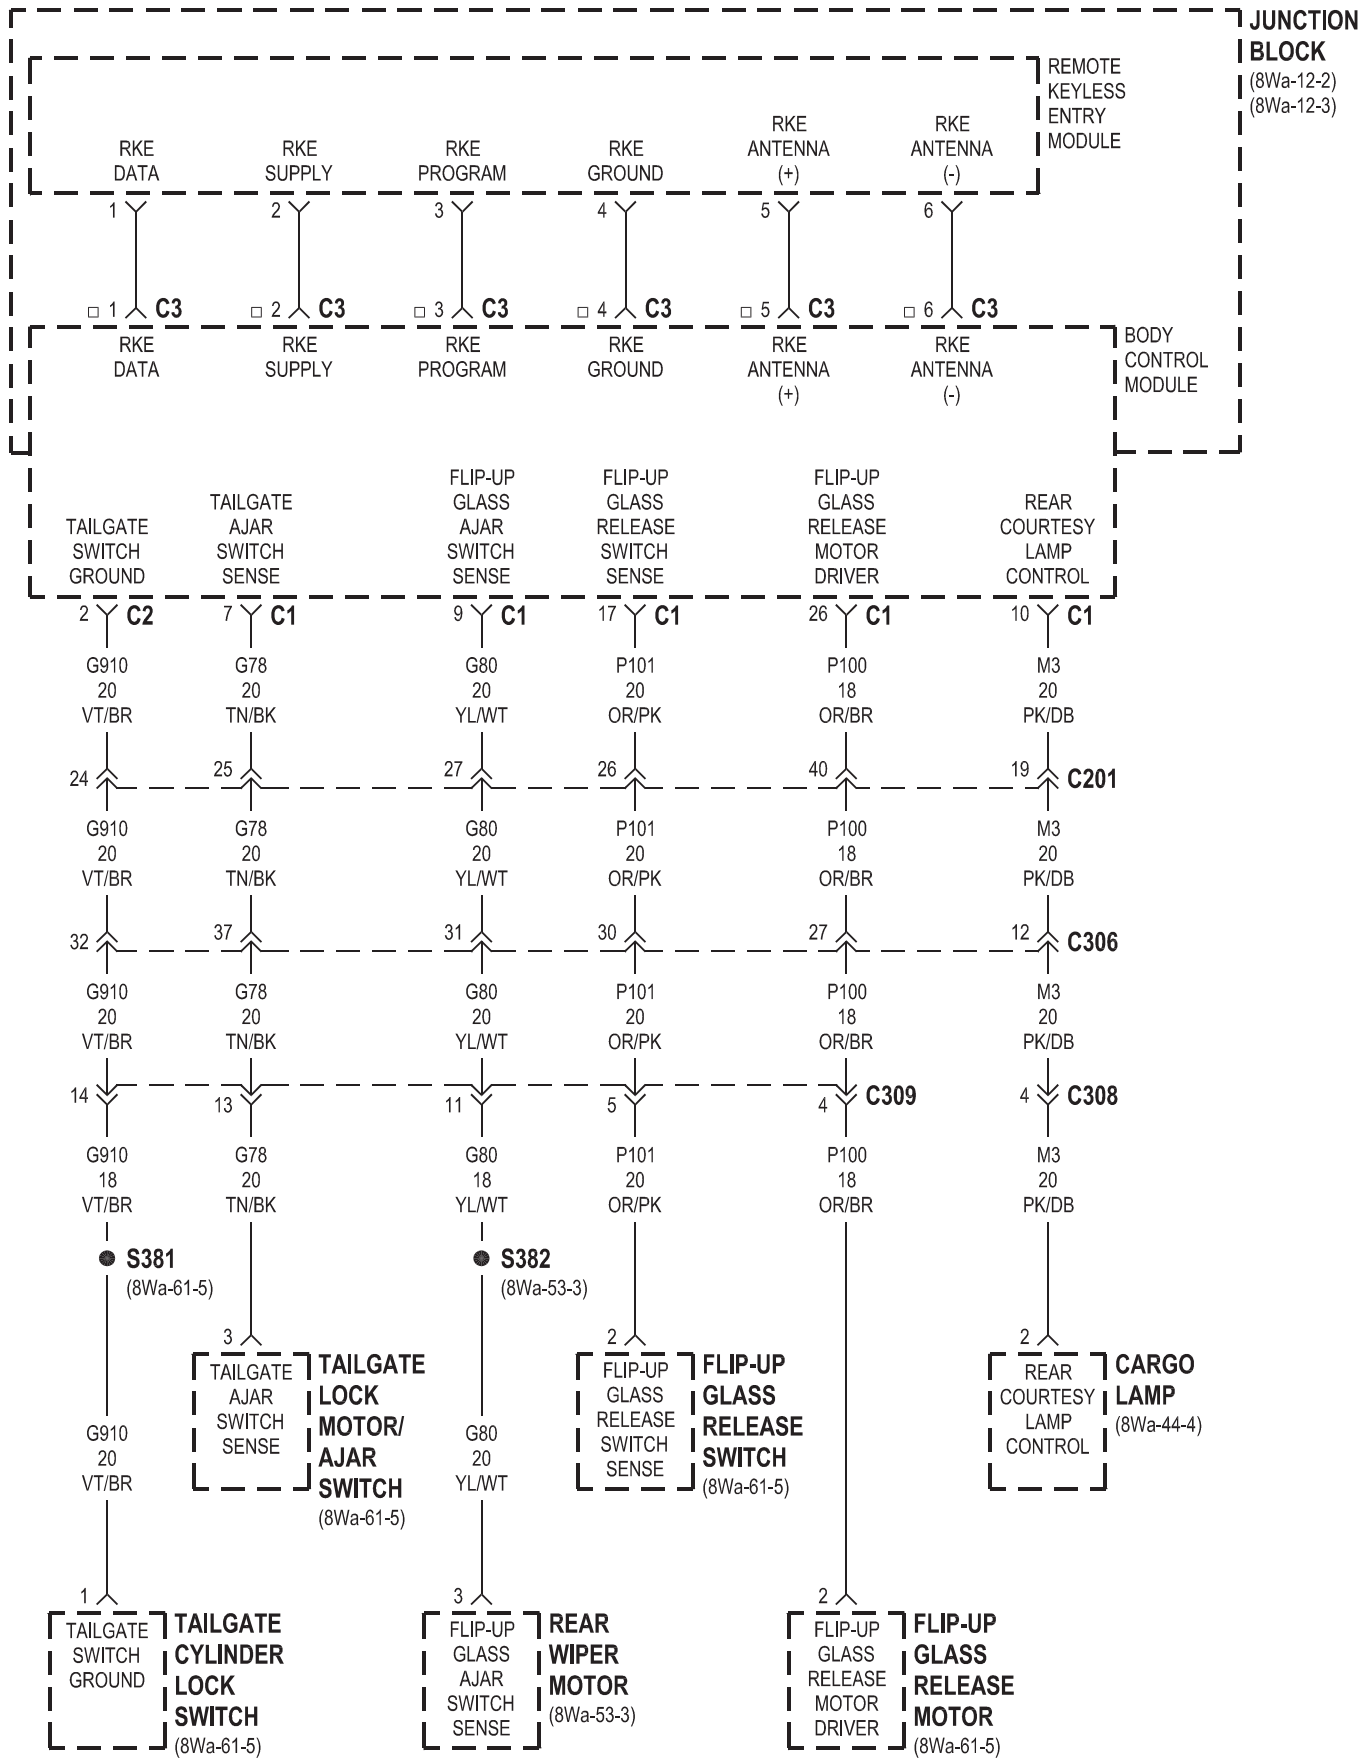 JUNCTION
BLOCK
(8Wa-12-2)
(8Wa-12-3)
REMOTE
KEYLESS
ENTRY
MODULE
RKE
DATA
RKE
SUPPLY
RKE
PROGRAM
RKE
GROUND
RKE
ANTENNA
(+)
RKE
ANTENNA
(-)
1 2 3 4 5 6
1 C3 2 C3 3 C3 4 C3 5 C3 6 C3
RKE
DATA
RKE
SUPPLY
RKE
PROGRAM
RKE
GROUND
RKE
ANTENNA
(+)
RKE
ANTENNA
(-)
BODY
CONTROL
MODULE
TAILGATE
SWITCH
GROUND
TAILGATE
AJAR
SWITCH
SENSE
FLIP-UP
GLASS
AJAR
SWITCH
SENSE
FLIP-UP
GLASS
RELEASE
SWITCH
SENSE
FLIP-UP
GLASS
RELEASE
MOTOR
DRIVER
REAR
COURTESY
LAMP
CONTROL
2 C2 7 C1 9 C1 17 C1 26 C1 10 C1
G910 G78 G80 P101 P100 M3
20 20 20 20 18 20
VT/BR TN/BK YL/WT OR/PK OR/BR PK/DB
24 25 27 26 40 19 C201
G910 G78 G80 P101 P100 M3
20 20 20 20 18 20
VT/BR TN/BK YL/WT OR/PK OR/BR PK/DB
32 37 31 30 27 12 C306
G910 G78 G80 P101 P100 M3
20 20 20 20 18 20
VT/BR TN/BK YL/WT OR/PK OR/BR PK/DB
14 13 11 5 4 C309 4 C308
G910 G78 G80 P101 P100 M3
18 20 18 20 18 20
VT/BR TN/BK YL/WT OR/PK OR/BR PK/DB
S381
(8Wa-61-5)
S382
(8Wa-53-3)
3
TAILGATE
AJAR
SWITCH
SENSE
TAILGATE
LOCK
MOTOR/
AJAR
SWITCH
(8Wa-61-5)
2
FLIP-UP
GLASS
RELEASE
SWITCH
SENSE
FLIP-UP
GLASS
RELEASE
SWITCH
(8Wa-61-5)
2
REAR
COURTESY
LAMP
CONTROL
CARGO
LAMP
(8Wa-44-4)
G910
20
VT/BR
G80
20
YL/WT
1
TAILGATE
SWITCH
GROUND
TAILGATE
CYLINDER
LOCK
SWITCH
(8Wa-61-5)
3
FLIP-UP
GLASS
AJAR
SWITCH
SENSE
REAR
WIPER
MOTOR
(8Wa-53-3)
2
FLIP-UP
GLASS
RELEASE
MOTOR
DRIVER
FLIP-UP
GLASS
RELEASE
MOTOR
(8Wa-61-5)